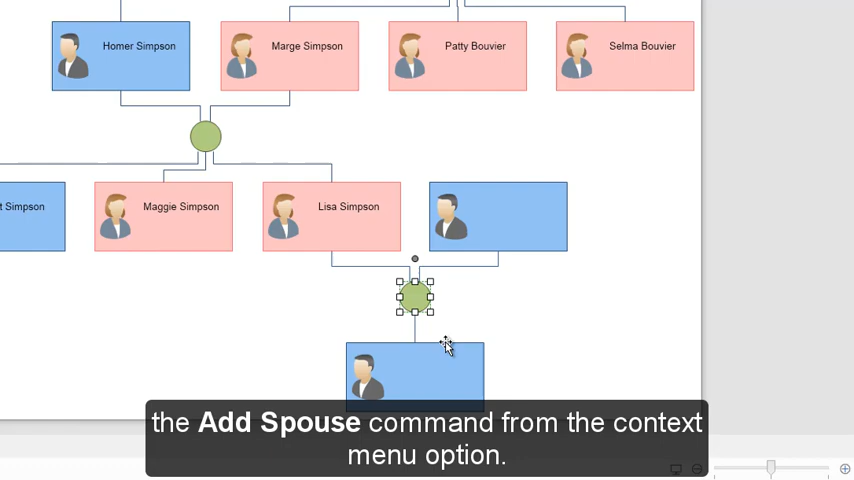 Homer Simpson
Marge Simpson
Patty Bouvier
Selma Bouvier
t Simpson
Maggie Simpson
Lisa Simpson
the Add Spouse command from the context
menu option.